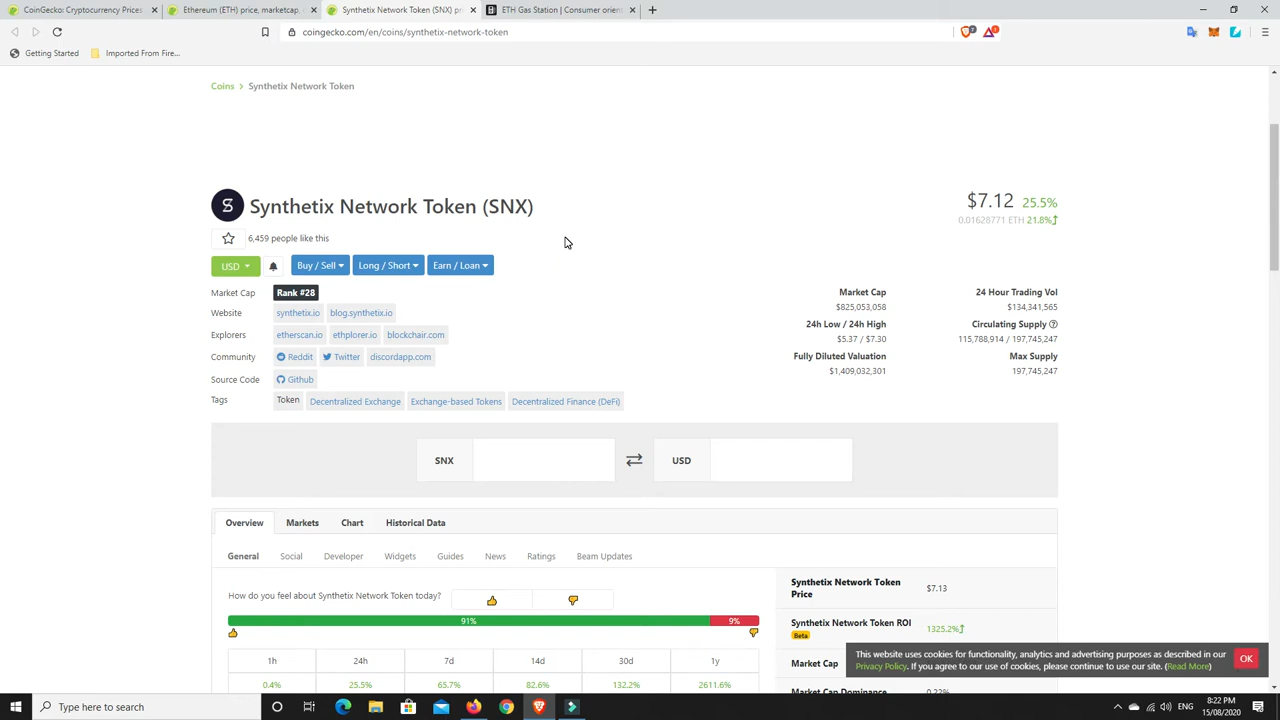 CoinGecko Cryptocurrency Prices
Ethereum (ETH) price, marketcap,
Synthetix Network Token (SNX) pr
ETH Gas Station | Consumer orient
coingecko.com/en/coins/synthetix-network-token
Getting Started
Imported From Fire...
Coins > Synthetix Network Token
Synthetix Network Token (SNX)
$7.12 25.5%
0.01628771 ETH 21.8%
6,459 people like this
USD
Buy / Sell
Long / Short
Earn / Loan
Market Cap Rank #28
Website synthetix.io blog.synthetix.io
Explorers etherscan.io ethplorer.io blockchair.com
Community Reddit Twitter discordapp.com
Source Code Github
Tags Token Decentralized Exchange Exchange-based Tokens Decentralized Finance (DeFi)
Market Cap 24 Hour Trading Vol
$825,053,058 $134,341,565
24h Low / 24h High Circulating Supply
$5.37 / $7.30 115,788,914 / 197,745,247
Fully Diluted Valuation Max Supply
$1,409,032,301 197,745,247
SNX USD
Overview Markets Chart Historical Data
General Social Developer Widgets Guides News Ratings Beam Updates
How do you feel about Synthetix Network Token today?
91% 9%
1h 24h 7d 14d 30d 1y
0.4% 25.5% 65.7% 82.6% 132.2% 2611.6%
Synthetix Network Token
Price
$7.13
Synthetix Network Token ROI
Beta
1325.2%
Market Cap
Market Cap Dominance 0.22%
This website uses cookies for functionality, analytics and advertising purposes as described in our
Privacy Policy. If you agree to our use of cookies, please continue to use our site. (Read More)
OK
Type here to search
ENG
8:22 PM
15/08/2020